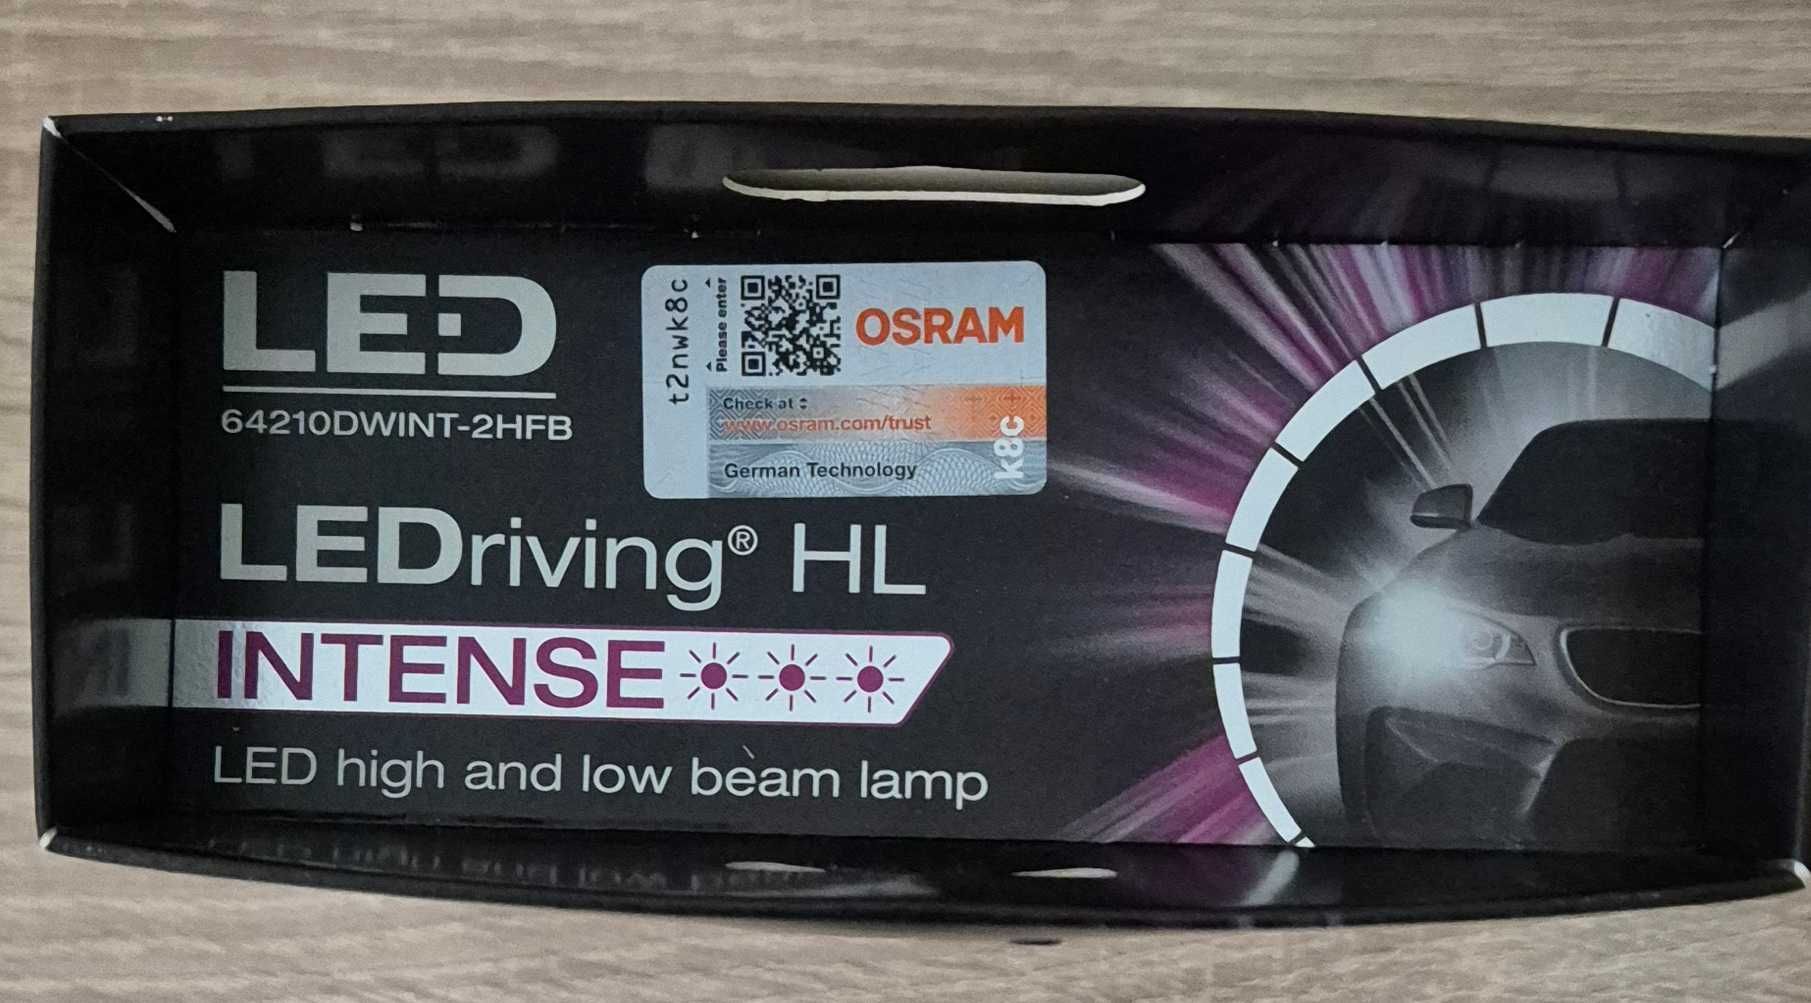 LED
64210DWINT-2HFB
t2nwk8c
Please enter
OSRAM
Check at
www.osram.com/trust
German Technology
k8c
LEDriving® HL
INTENSE
LED high and low beam lamp